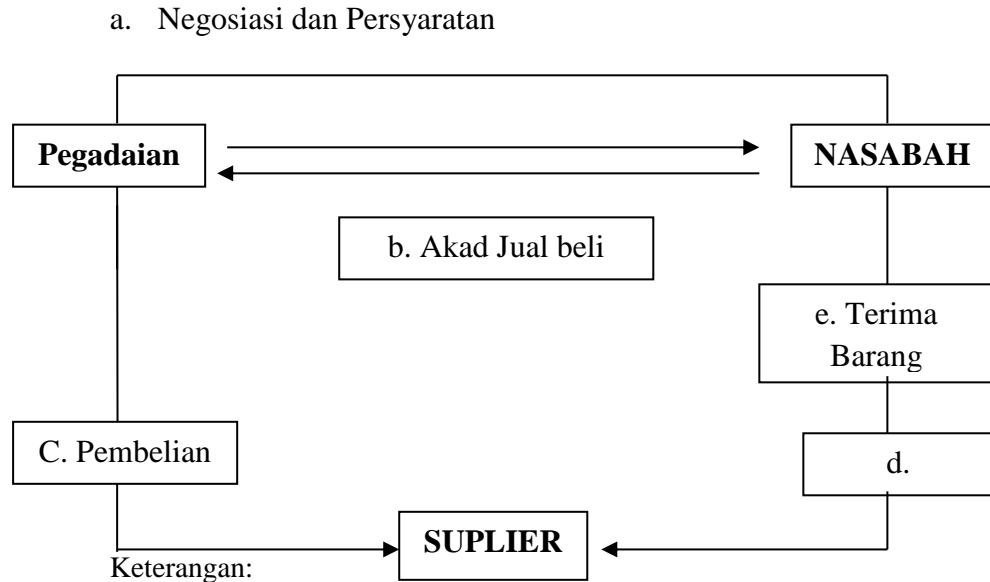 a. Negosiasi dan Persyaratan
Pegadaian
NASABAH
b. Akad Jual beli
e. Terima
Barang
C. Pembelian
d.
SUPLIER
Keterangan: